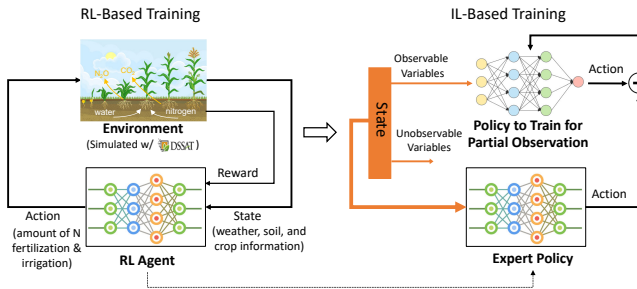 RL-Based Training
IL-Based Training
N₂O
CO₂
water
nitrogen
Environment
(Simulated w/ DSSAT)
Reward
Action
(amount of N
fertilization &
irrigation)
State
(weather, soil, and
crop information)
RL Agent
State
Observable
Variables
Unobservable
Variables
Action
Policy to Train for
Partial Observation
Action
Expert Policy